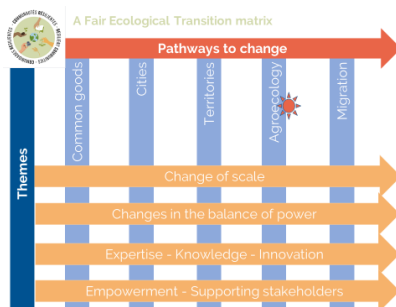 A Fair Ecological Transition matrix
Pathways to change
Themes
Common goods
Cities
Territories
Agroecology
Migration
Change of scale
Changes in the balance of power
Expertise - Knowledge - Innovation
Empowerment - Supporting stakeholders